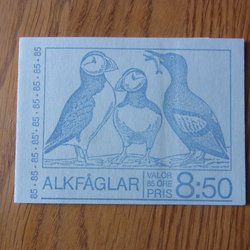 85 • 85 • 85 • 85 • 85 • 85 • 85
ALKFÅGLAR
VALÖR
85 ÖRE
PRIS
8:50